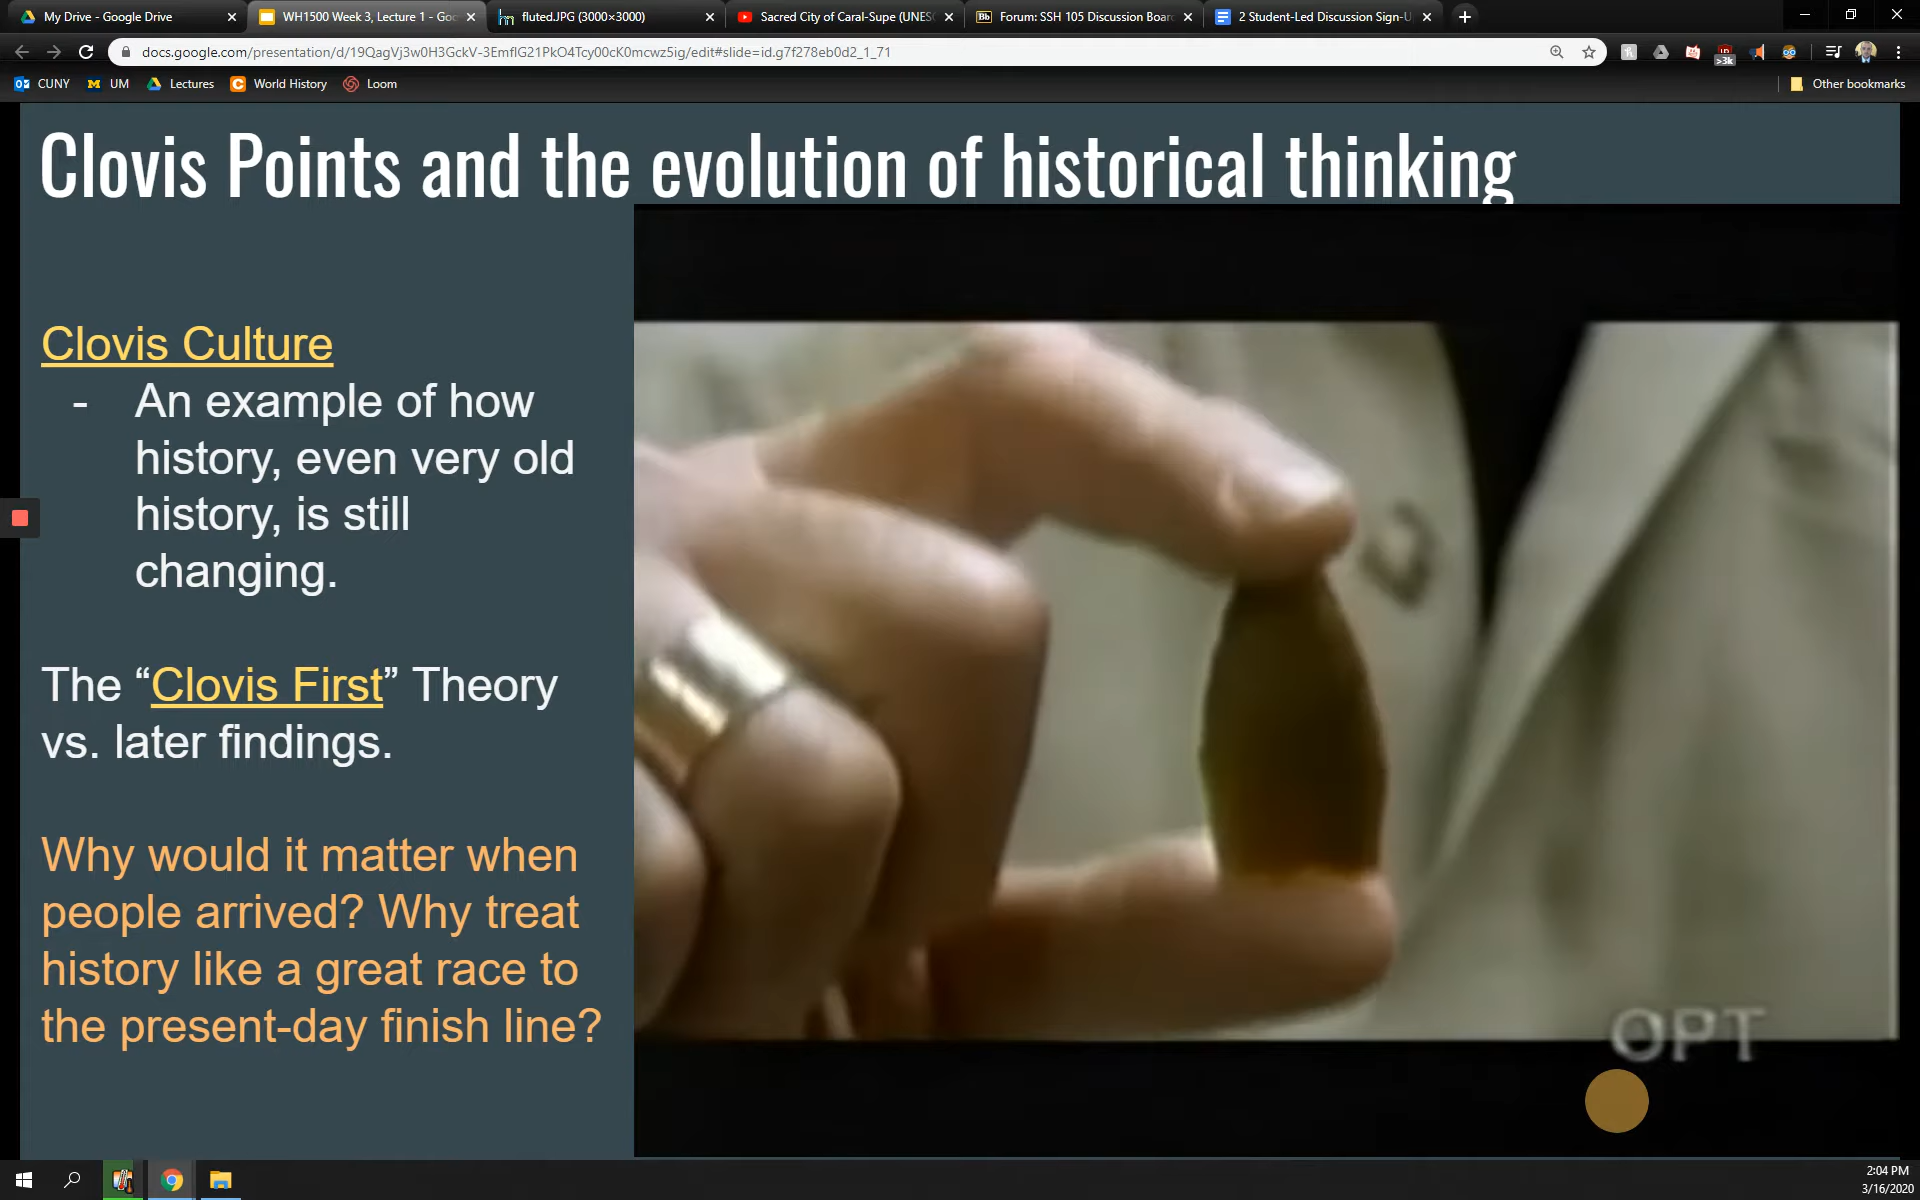 My Drive - Google Drive
WH1500 Week 3, Lecture 1 - Goo
fluted.JPG (3000×3000)
Sacred City of Caral-Supe (UNESC
Forum: SSH 105 Discussion Board
2 Student-Led Discussion Sign-U
docs.google.com/presentation/d/19QagVj3w0H3GckV-3EmflG21PkO4Tcy00cK0mcwz5ig/edit#slide=id.g7f278eb0d2_1_71
>3k
CUNY
UM
Lectures
World History
Loom
Other bookmarks
Clovis Points and the evolution of historical thinking
Clovis Culture
- An example of how
history, even very old
history, is still
changing.
The “Clovis First” Theory
vs. later findings.
Why would it matter when
people arrived? Why treat
history like a great race to
the present-day finish line?
OPT
2:04 PM
3/16/2020